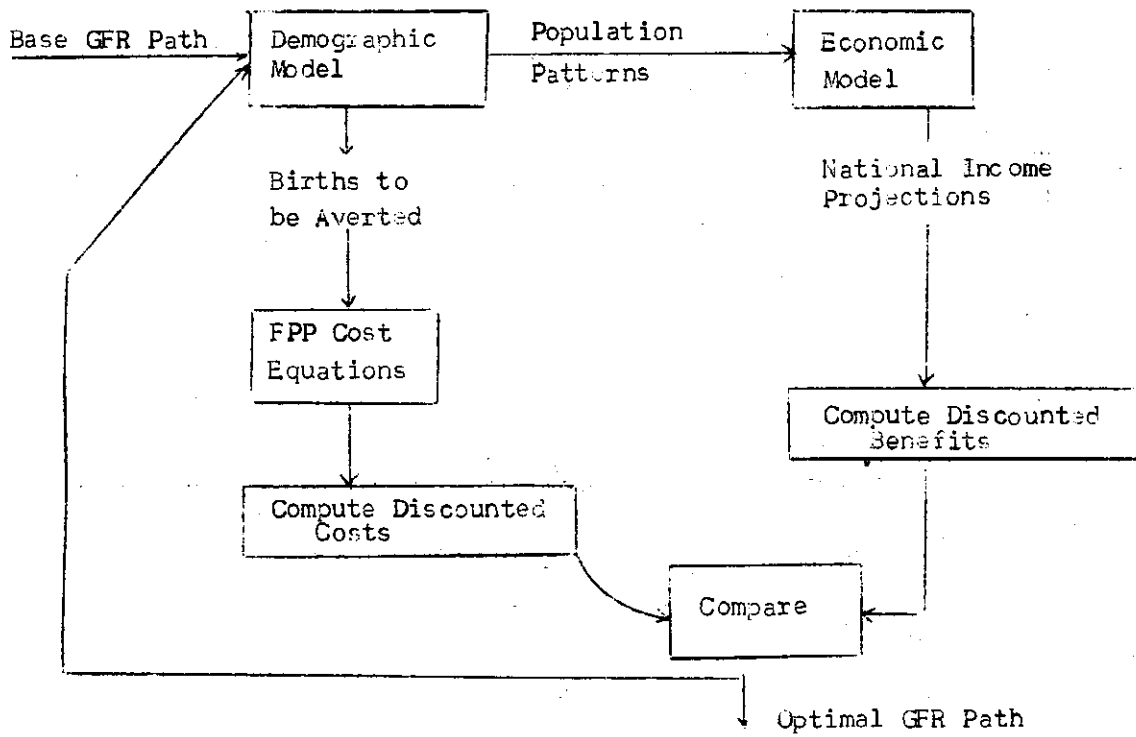 Base GFR Path
Demographic
Model
Population
Patterns
Economic
Model
Births to
be Averted
National Income
Projections
FPP Cost
Equations
Compute Discounted
Benefits
Compute Discounted
Costs
Compare
Optimal GFR Path